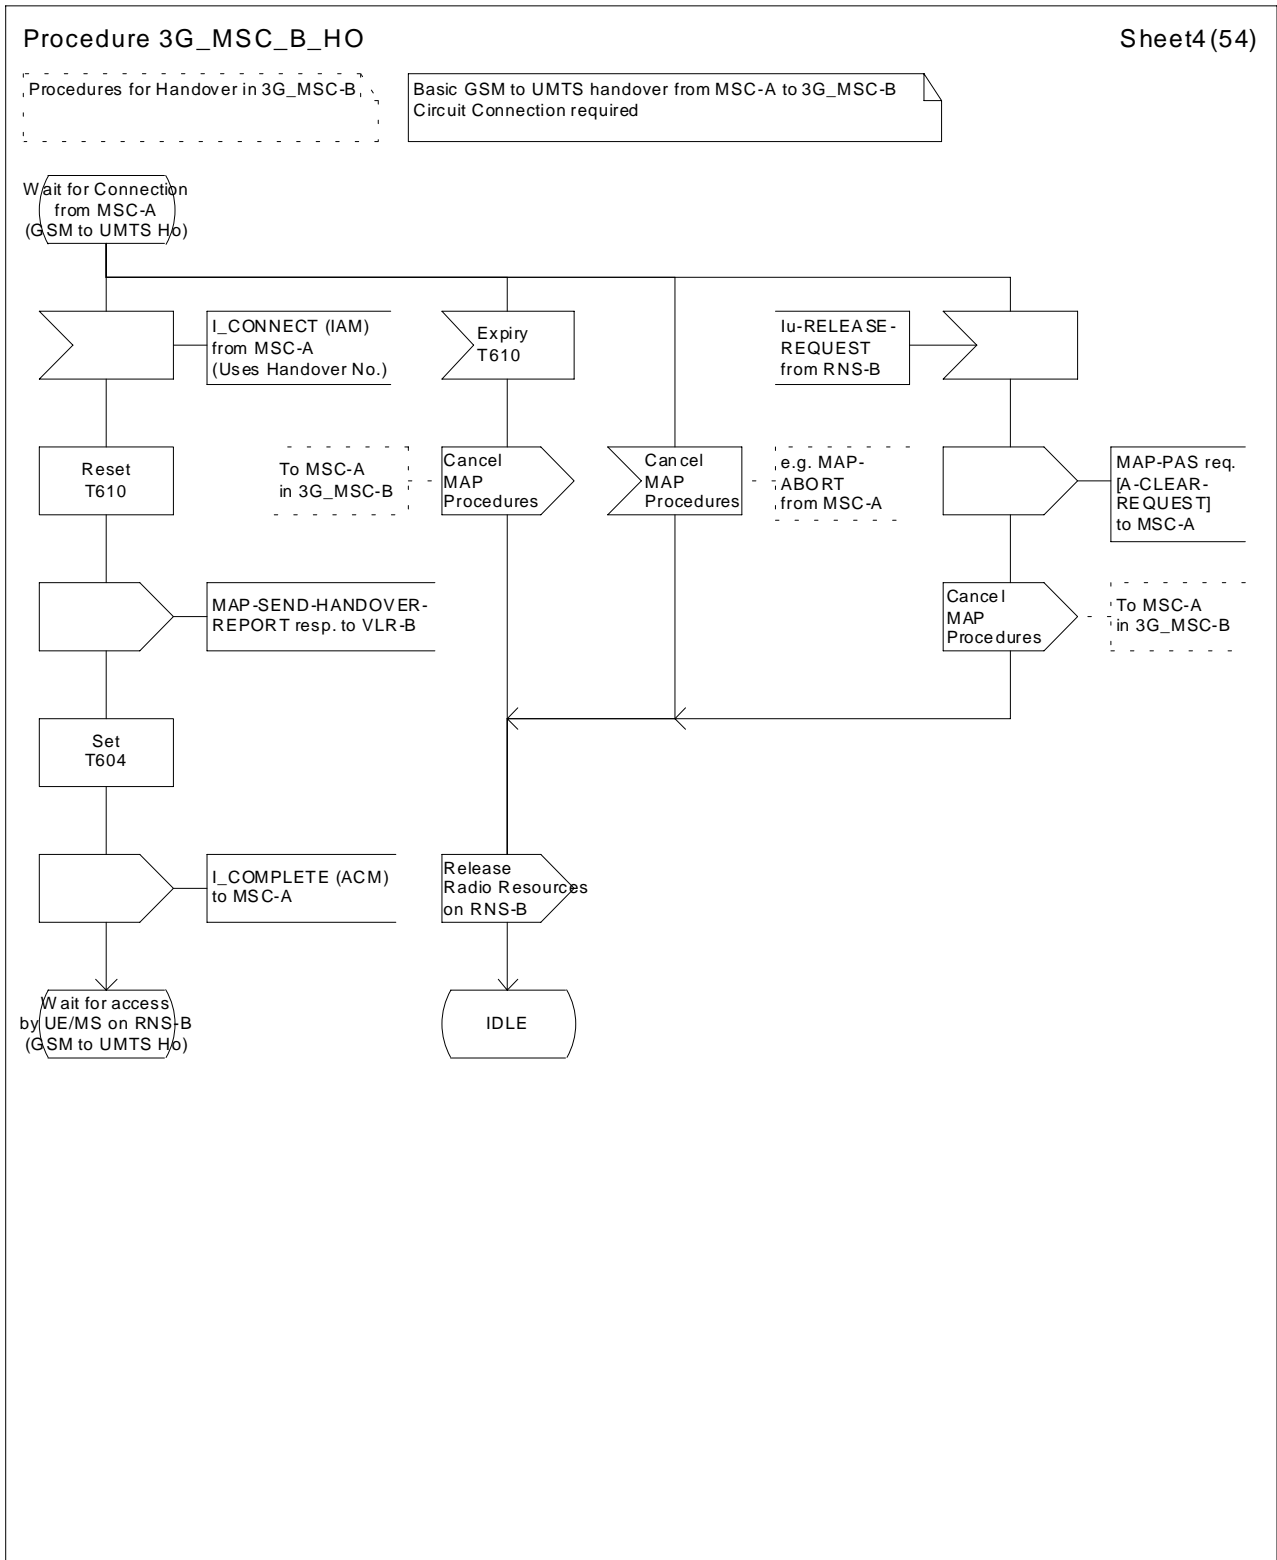 Procedure 3G_MSC_B_HO
Sheet4(54)
Procedures for Handover in 3G_MSC-B
Basic GSM to UMTS handover from MSC-A to 3G_MSC-B
Circuit Connection required
Wait for Connection
from MSC-A
(GSM to UMTS Ho)
I_CONNECT (IAM)
from MSC-A
(Uses Handover No.)
Expiry
T610
Iu-RELEASE-
REQUEST
from RNS-B
Reset
T610
To MSC-A
in 3G_MSC-B
Cancel
MAP
Procedures
Cancel
MAP
Procedures
e.g. MAP-
ABORT
from MSC-A
MAP-PAS req.
[A-CLEAR-
REQUEST]
to MSC-A
MAP-SEND-HANDOVER-
REPORT resp. to VLR-B
Cancel
MAP
Procedures
To MSC-A
in 3G_MSC-B
Set
T604
I_COMPLETE (ACM)
to MSC-A
Release
Radio Resources
on RNS-B
Wait for access
by UE/MS on RNS-B
(GSM to UMTS Ho)
IDLE